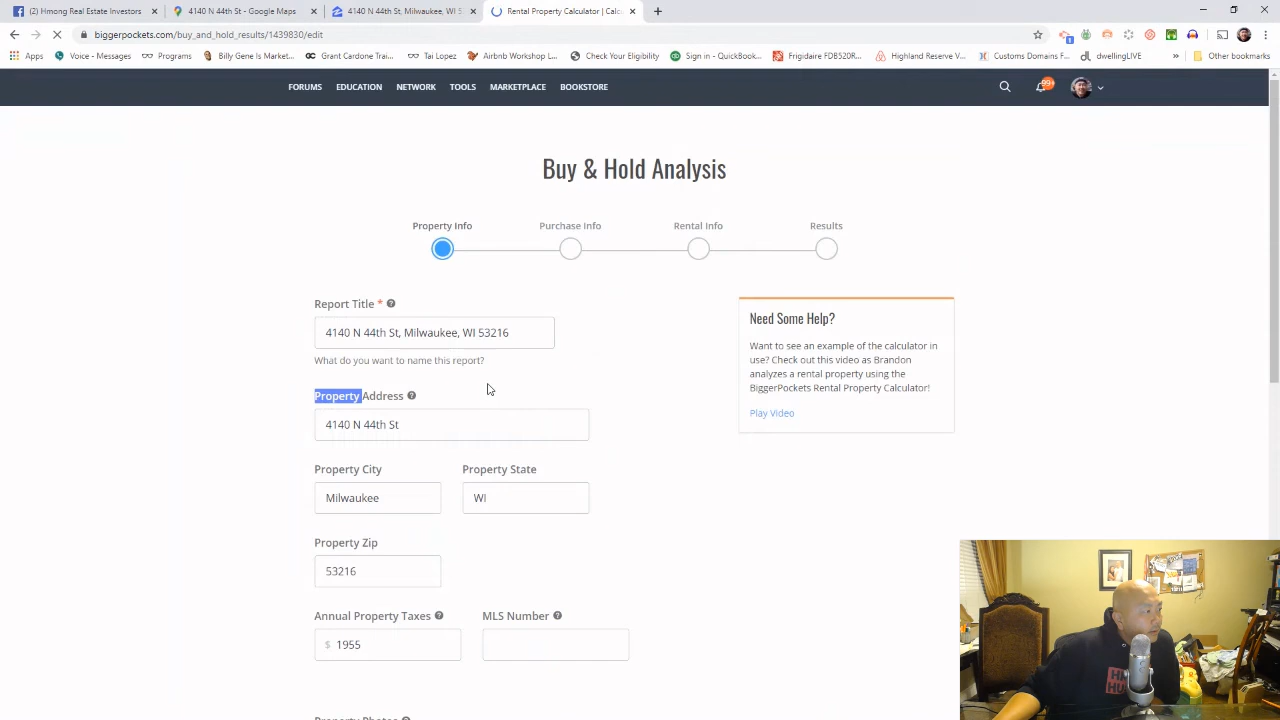 (2) Hmong Real Estate Investors
4140 N 44th St - Google Maps
4140 N 44th St, Milwaukee, WI 5
Rental Property Calculator | Calc
biggerpockets.com/buy_and_hold_results/1439830/edit
Apps
Voice - Messages
Programs
Billy Gene Is Market...
Grant Cardone Traini...
Tai Lopez
Airbnb Workshop L...
Check Your Eligibility
Sign in - QuickBook...
Frigidaire FDB520R...
Highland Reserve V...
Customs Domains F...
dwellingLIVE
Other bookmarks
FORUMS EDUCATION NETWORK TOOLS MARKETPLACE BOOKSTORE
99+
Buy & Hold Analysis
Property Info
Purchase Info
Rental Info
Results
Report Title *
4140 N 44th St, Milwaukee, WI 53216
What do you want to name this report?
Property Address
4140 N 44th St
Property City
Property State
Milwaukee
WI
Property Zip
53216
Annual Property Taxes
MLS Number
$ 1955
Need Some Help?
Want to see an example of the calculator in
use? Check out this video as Brandon
analyzes a rental property using the
BiggerPockets Rental Property Calculator!
Play Video